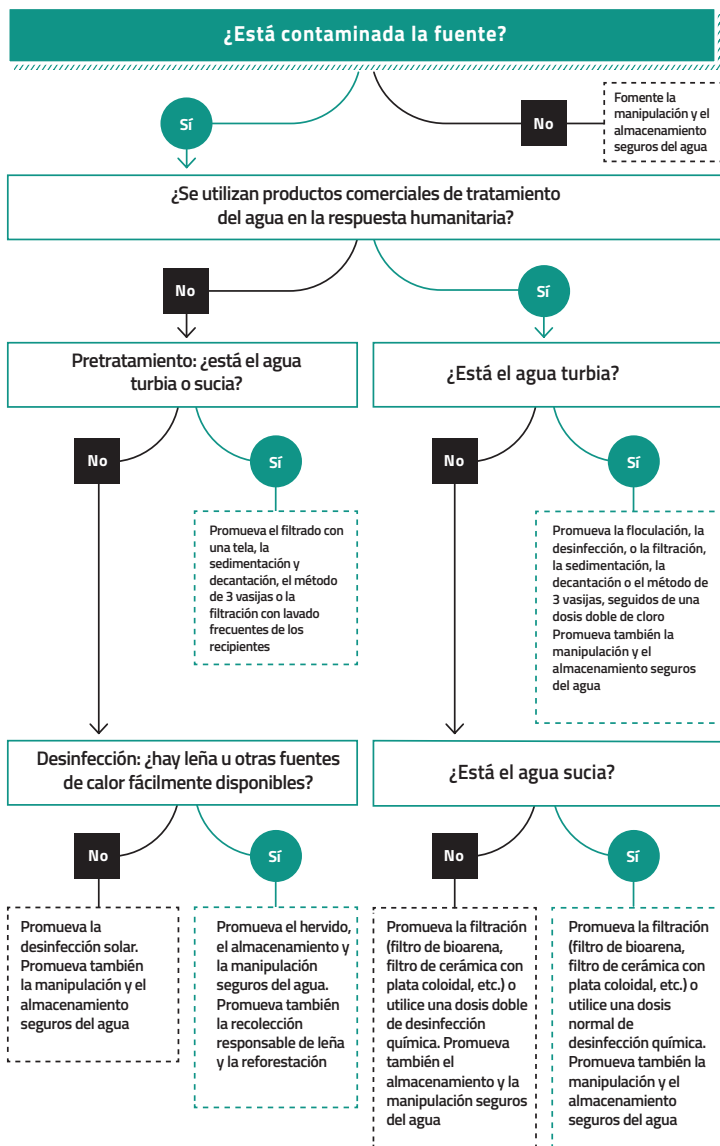 ¿Está contaminada la fuente?
Sí
No
Fomente la
manipulación y el
almacenamiento
seguros del agua
¿Se utilizan productos comerciales de tratamiento
del agua en la respuesta humanitaria?
No
Sí
Pretratamiento: ¿está el agua
turbia o sucia?
¿Está el agua turbia?
No
Sí
No
Sí
Promueva el filtrado con
una tela, la
sedimentación y
decantación, el método
de 3 vasijas o la
filtración con lavado
frecuentes de los
recipientes
Promueva la floculación, la
desinfección, o la filtración,
la sedimentación, la
decantación o el método de
3 vasijas, seguidos de una
dosis doble de cloro
Promueva también la
manipulación y el
almacenamiento seguros
del agua
Desinfección: ¿hay leña u otras fuentes
de calor fácilmente disponibles?
¿Está el agua sucia?
No
Sí
No
Sí
Promueva la
desinfección solar.
Promueva también
la manipulación y el
almacenamiento
seguros del agua
Promueva el hervido,
el almacenamiento y
la manipulación
seguros del agua.
Promueva también
la recolección
responsable de leña
y la reforestación
Promueva la filtración
(filtro de bioarena,
filtro de cerámica con
plata coloidal, etc.) o
utilice una dosis doble
de desinfección
química. Promueva
también el
almacenamiento y la
manipulación seguros
del agua
Promueva la filtración
(filtro de bioarena,
filtro de cerámica con
plata coloidal, etc.) o
utilice una dosis
normal de
desinfección química.
Promueva también la
manipulación y el
almacenamiento
seguros del agua